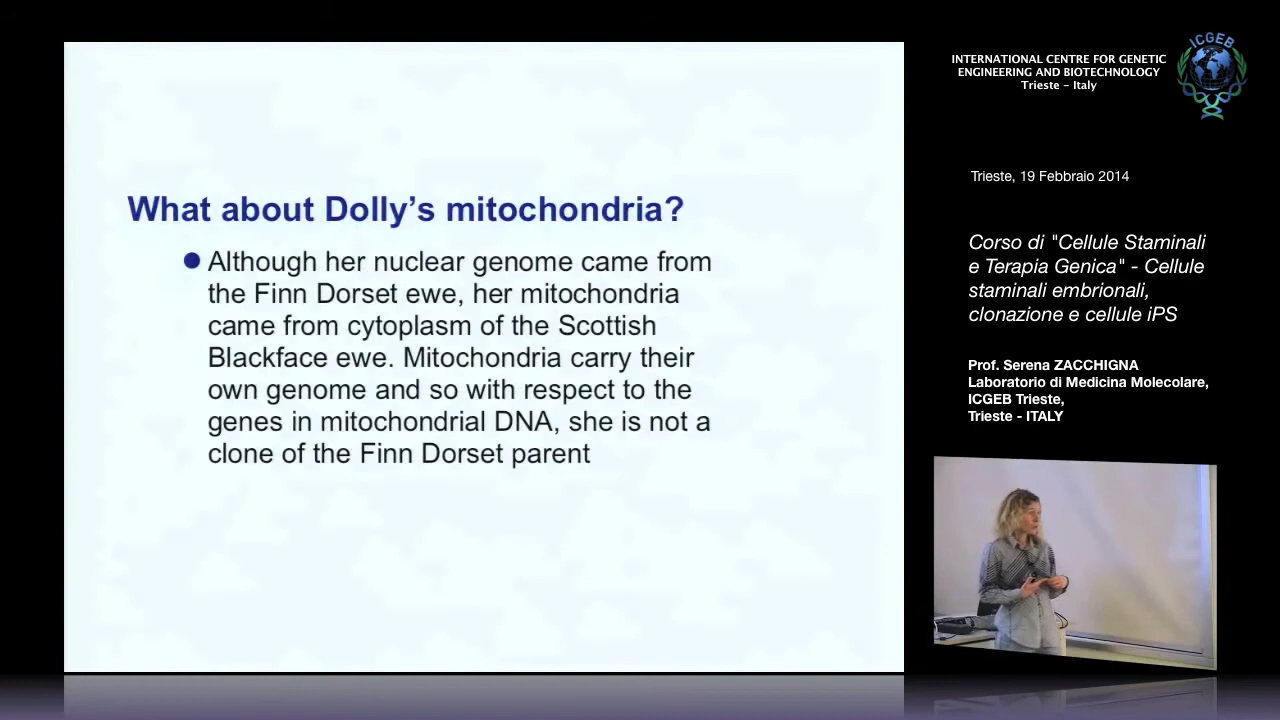 What about Dolly’s mitochondria?
Although her nuclear genome came from
the Finn Dorset ewe, her mitochondria
came from cytoplasm of the Scottish
Blackface ewe. Mitochondria carry their
own genome and so with respect to the
genes in mitochondrial DNA, she is not a
clone of the Finn Dorset parent
INTERNATIONAL CENTRE FOR GENETIC
ENGINEERING AND BIOTECHNOLOGY
Trieste - Italy
ICGEB
Trieste, 19 Febbraio 2014
Corso di "Cellule Staminali
e Terapia Genica" - Cellule
staminali embrionali,
clonazione e cellule iPS
Prof. Serena ZACCHIGNA
Laboratorio di Medicina Molecolare,
ICGEB Trieste,
Trieste - ITALY